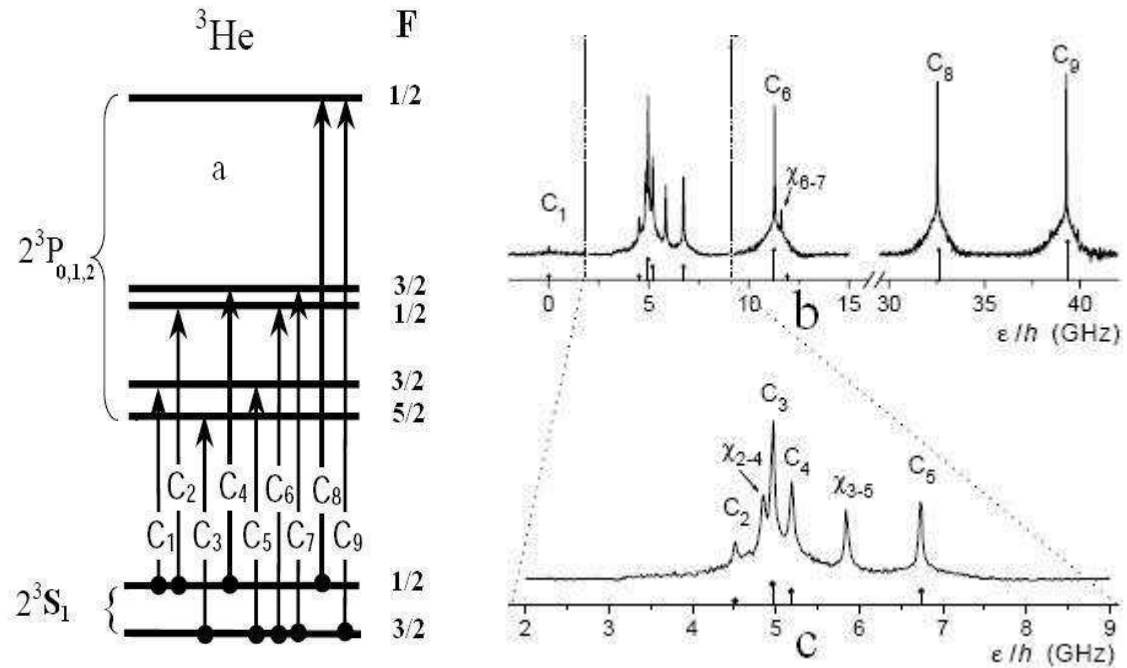 ³He
F
1/2
a
2³P₀,₁,₂
3/2
1/2
3/2
5/2
C₂ C₄ C₆ C₈
C₁ C₃ C₅ C₇ C₉
2³S₁
1/2
3/2
C₁ C₆ χ₆₋₇ C₈ C₉
0 5 10 15 30 35 40
b
ε/h (GHz)
C₂ χ₂₋₄ C₃ C₄ χ₃₋₅ C₅
2 3 4 5 6 7 8 9
c
ε/h (GHz)